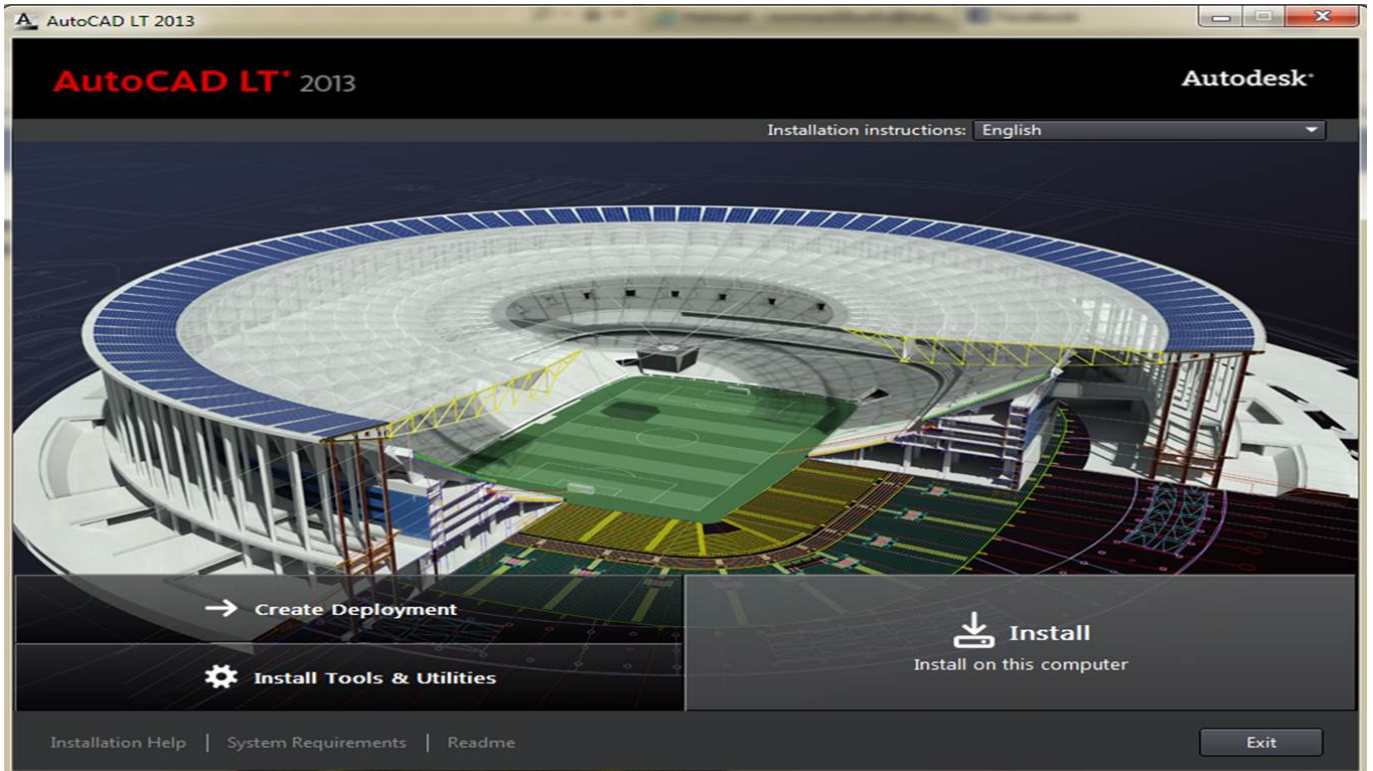 AutoCAD LT 2013
AutoCAD LT® 2013
Autodesk®
Installation instructions: English
Create Deployment
Install Tools & Utilities
Install
Install on this computer
Installation Help | System Requirements | Readme
Exit